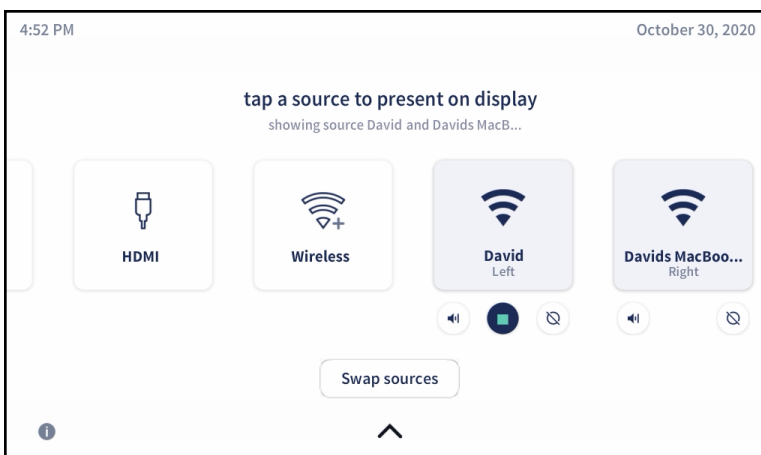 4:52 PM
October 30, 2020
tap a source to present on display
showing source David and Davids MacB...
HDMI
Wireless
David
Left
Davids MacBoo...
Right
Swap sources